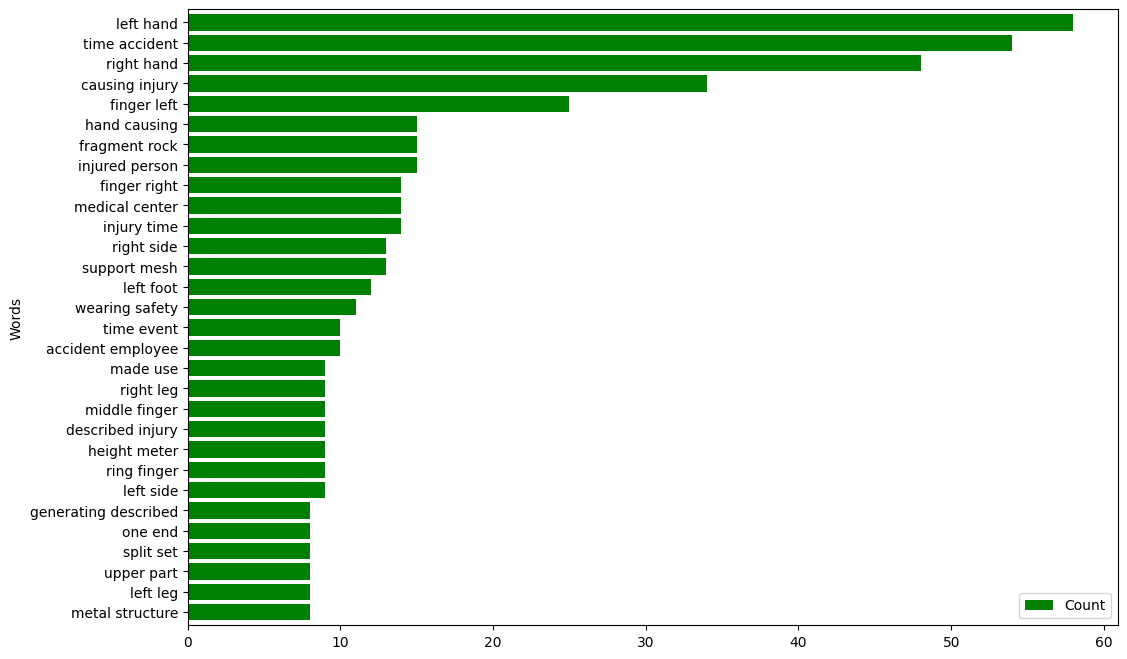 left hand
time accident
right hand
causing injury
finger left
hand causing
fragment rock
injured person
finger right
medical center
injury time
right side
support mesh
left foot
wearing safety
time event
accident employee
made use
right leg
middle finger
described injury
height meter
ring finger
left side
generating described
one end
split set
upper part
left leg
metal structure
Words
Count
0 10 20 30 40 50 60